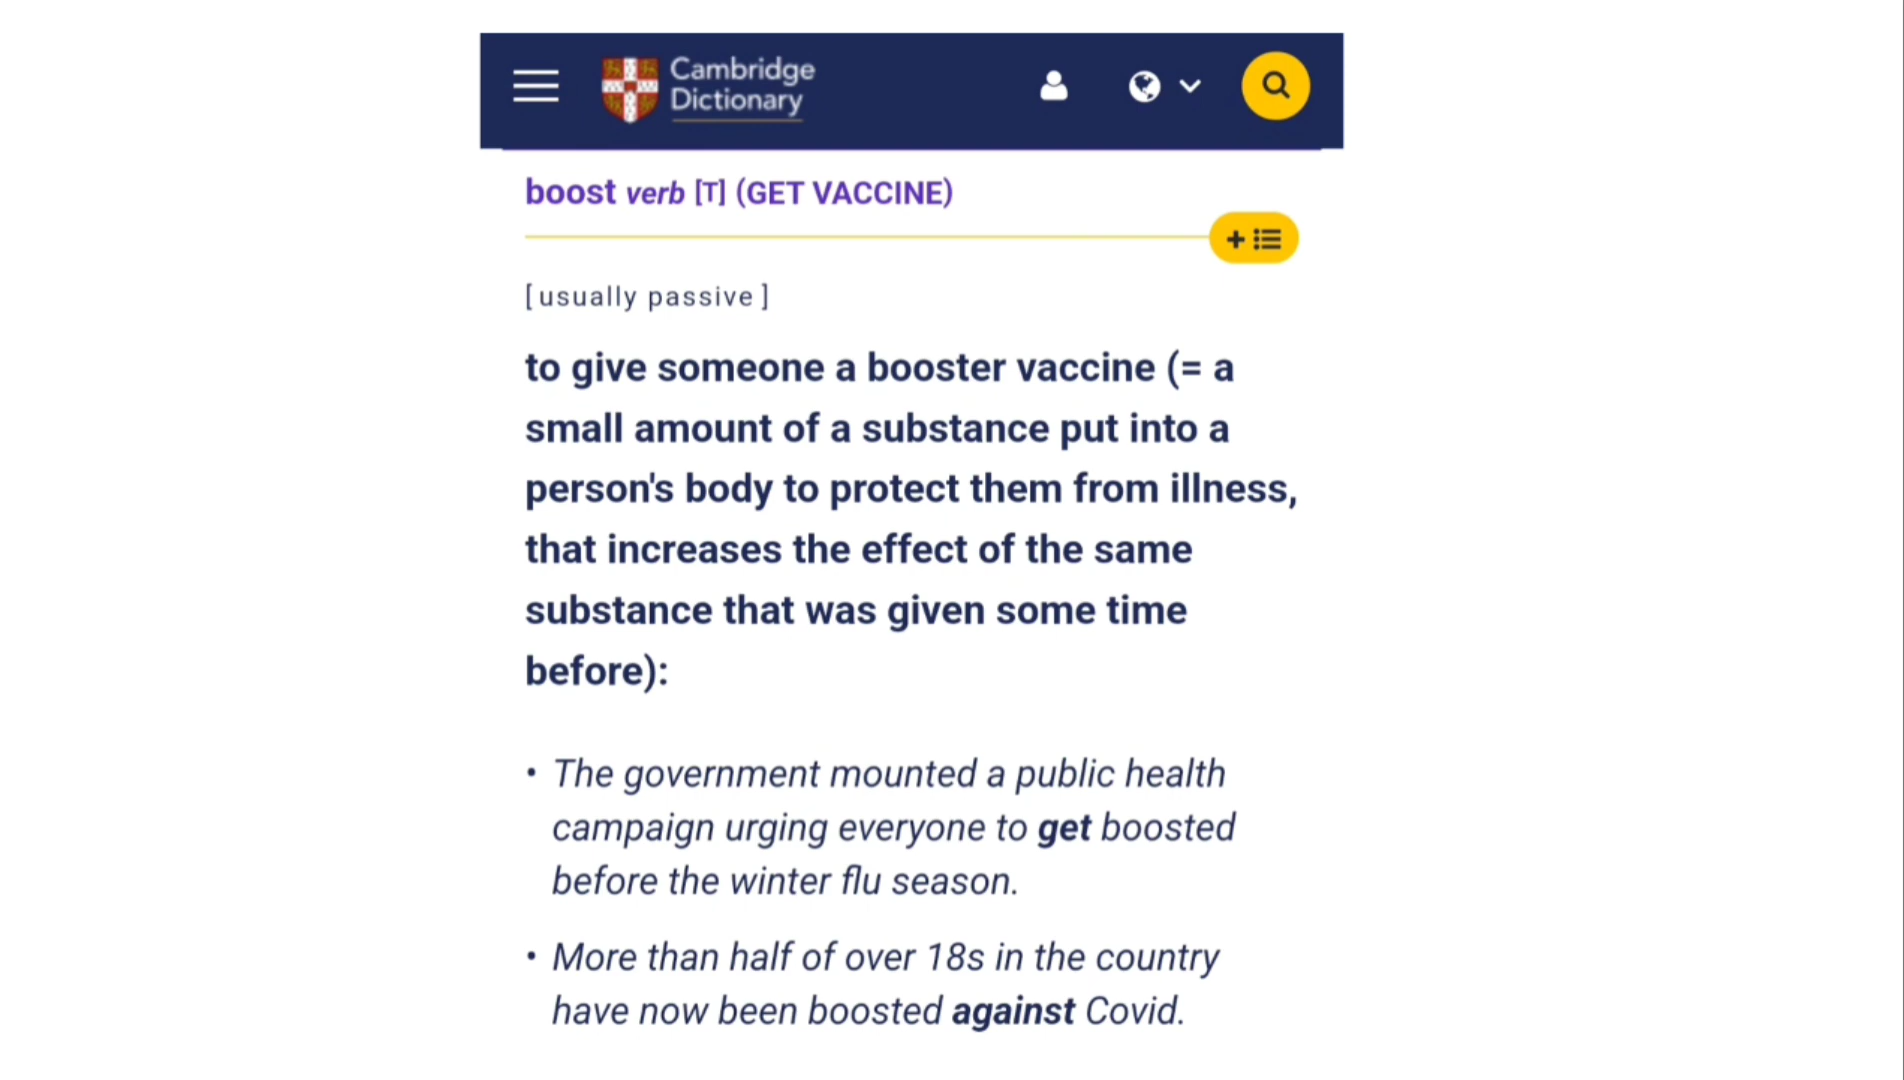 Cambridge
Dictionary
boost verb [T] (GET VACCINE)
[ usually passive ]
to give someone a booster vaccine (= a
small amount of a substance put into a
person's body to protect them from illness,
that increases the effect of the same
substance that was given some time
before):
• The government mounted a public health
campaign urging everyone to get boosted
before the winter flu season.
• More than half of over 18s in the country
have now been boosted against Covid.